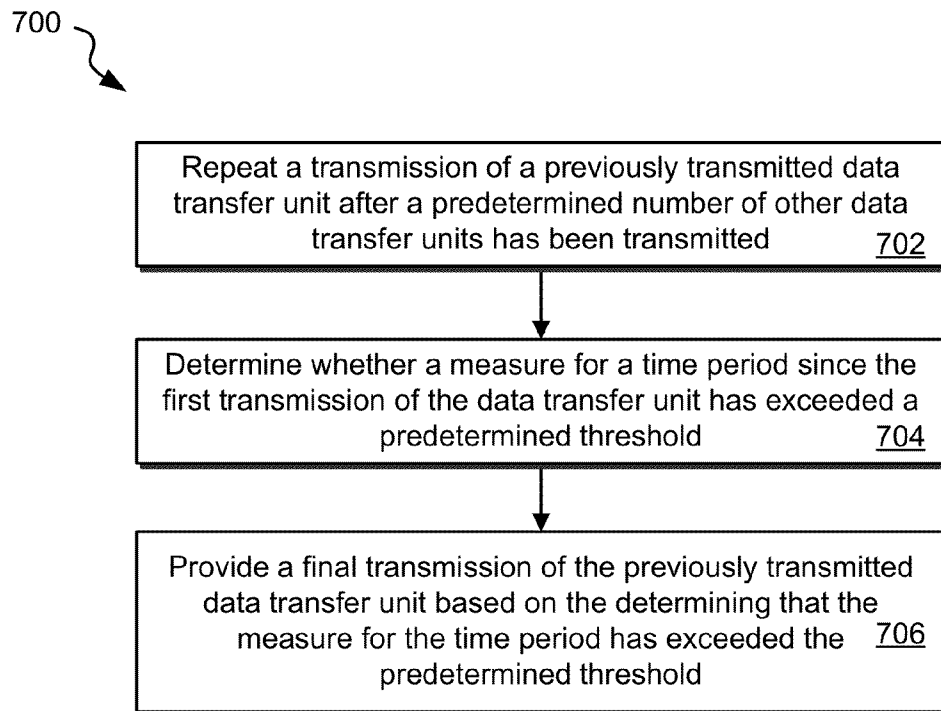 700
Repeat a transmission of a previously transmitted data
transfer unit after a predetermined number of other data
transfer units has been transmitted
702
Determine whether a measure for a time period since the
first transmission of the data transfer unit has exceeded a
predetermined threshold
704
Provide a final transmission of the previously transmitted
data transfer unit based on the determining that the
measure for the time period has exceeded the
706
predetermined threshold